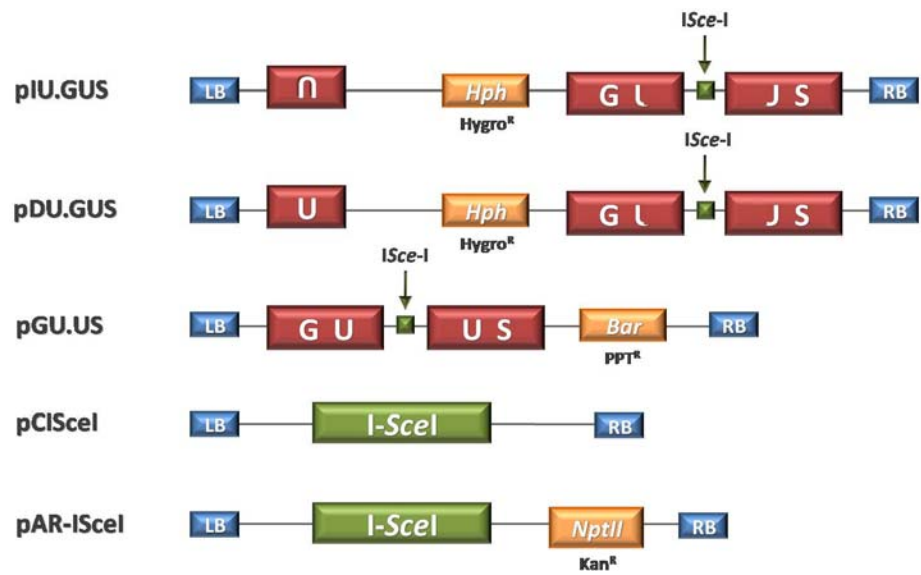 ISce-I
pIU.GUS LB U Hph G L J S RB
Hygroᴿ
ISce-I
pDU.GUS LB U Hph G L J S RB
Hygroᴿ
ISce-I
pGU.US LB G U U S Bar RB
PPTᴿ
pCISceI LB I-SceI RB
pAR-ISceI LB I-SceI NptII RB
Kanᴿ